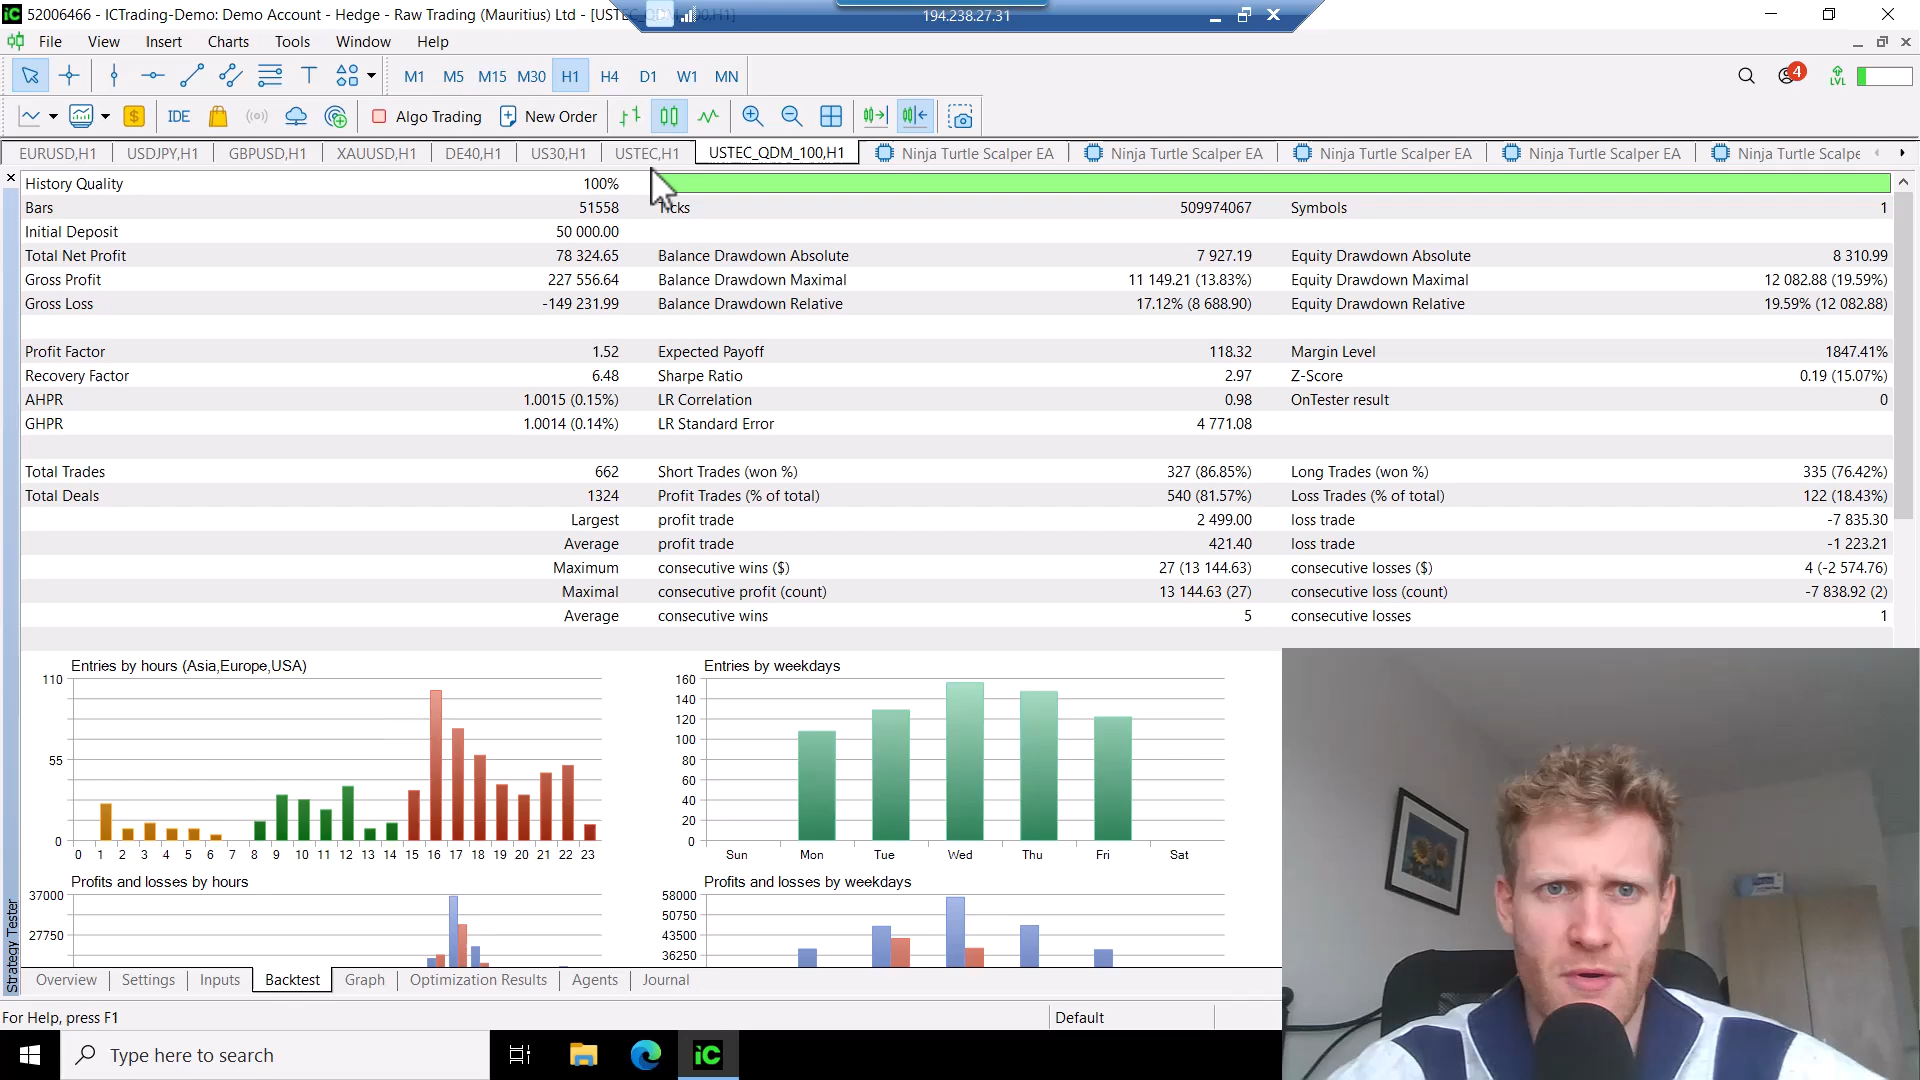 52006466 - ICTrading-Demo: Demo Account - Hedge - Raw Trading (Mauritius) Ltd - [USTEC_QDM_100,H1]
194.238.27.31
File View Insert Charts Tools Window Help
M1 M5 M15 M30 H1 H4 D1 W1 MN
4
LVL
IDE Algo Trading New Order
EURUSD,H1 USDJPY,H1 GBPUSD,H1 XAUUSD,H1 DE40,H1 US30,H1 USTEC,H1 USTEC_QDM_100,H1 Ninja Turtle Scalper EA Ninja Turtle Scalper EA Ninja Turtle Scalper EA Ninja Turtle Scalper EA Ninja Turtle Scalpe
History Quality 100%
Bars 51558 Ticks 509974067 Symbols 1
Initial Deposit 50 000.00
Total Net Profit 78 324.65 Balance Drawdown Absolute 7 927.19 Equity Drawdown Absolute 8 310.99
Gross Profit 227 556.64 Balance Drawdown Maximal 11 149.21 (13.83%) Equity Drawdown Maximal 12 082.88 (19.59%)
Gross Loss -149 231.99 Balance Drawdown Relative 17.12% (8 688.90) Equity Drawdown Relative 19.59% (12 082.88)
Profit Factor 1.52 Expected Payoff 118.32 Margin Level 1847.41%
Recovery Factor 6.48 Sharpe Ratio 2.97 Z-Score 0.19 (15.07%)
AHPR 1.0015 (0.15%) LR Correlation 0.98 OnTester result 0
GHPR 1.0014 (0.14%) LR Standard Error 4 771.08
Total Trades 662 Short Trades (won %) 327 (86.85%) Long Trades (won %) 335 (76.42%)
Total Deals 1324 Profit Trades (% of total) 540 (81.57%) Loss Trades (% of total) 122 (18.43%)
Largest profit trade 2 499.00 loss trade -7 835.30
Average profit trade 421.40 loss trade -1 223.21
Maximum consecutive wins ($) 27 (13 144.63) consecutive losses ($) 4 (-2 574.76)
Maximal consecutive profit (count) 13 144.63 (27) consecutive loss (count) -7 838.92 (2)
Average consecutive wins 5 consecutive losses 1
Entries by hours (Asia,Europe,USA)
110
55
0
0 1 2 3 4 5 6 7 8 9 10 11 12 13 14 15 16 17 18 19 20 21 22 23
Entries by weekdays
160
140
120
100
80
60
40
20
0
Sun Mon Tue Wed Thu Fri Sat
Profits and losses by hours
37000
27750
Profits and losses by weekdays
58000
50750
43500
36250
Strategy Tester
Overview Settings Inputs Backtest Graph Optimization Results Agents Journal
For Help, press F1
Default
Type here to search
iC